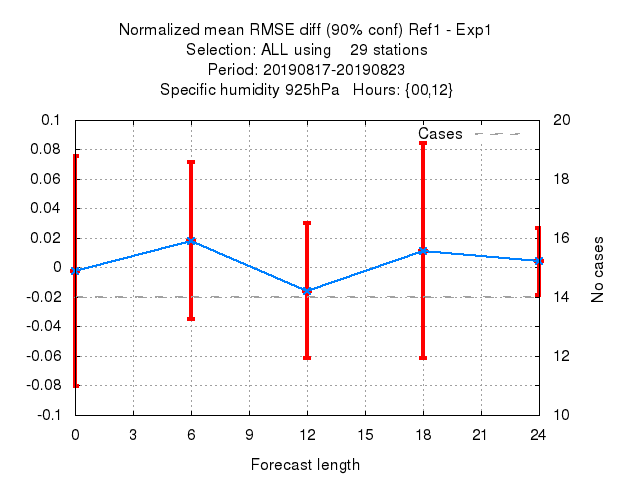 Normalized mean RMSE diff (90% conf) Ref1 - Exp1
Selection: ALL using    29 stations
Period: 20190817-20190823
Specific humidity 925hPa   Hours: {00,12}
Cases
0.1
0.08
0.06
0.04
0.02
0
-0.02
-0.04
-0.06
-0.08
-0.1
20
18
16
14
12
10
No cases
0 3 6 9 12 15 18 21 24
Forecast length